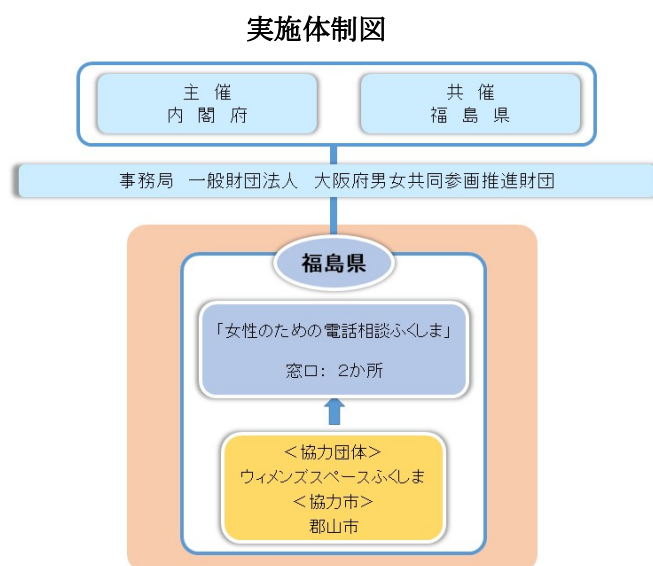 実施体制図
主 催
内 閣 府
共 催
福 島 県
事務局 一般財団法人 大阪府男女共同参画推進財団
福島県
「女性のための電話相談ふくしま」
窓口: 2か所
<協力団体>
ウィメンズスペースふくしま
<協力市>
郡山市